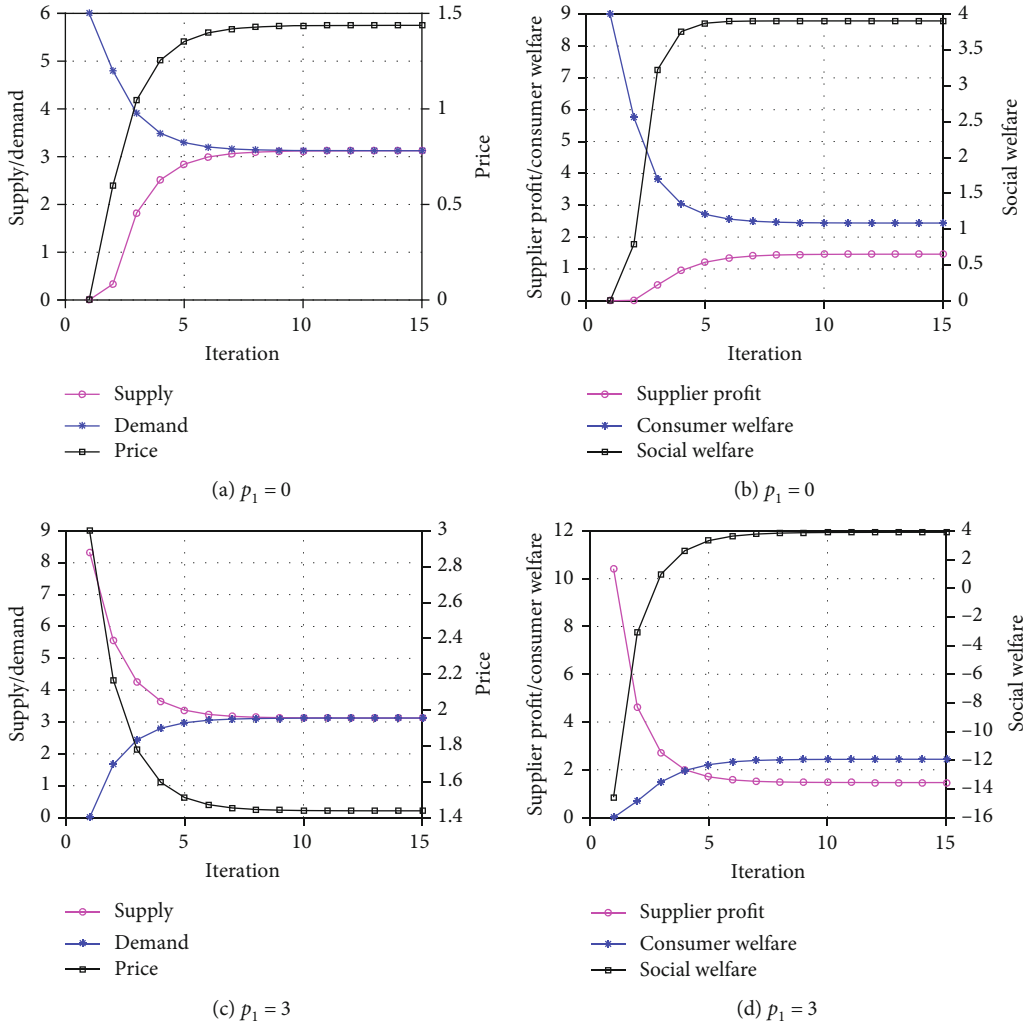 6
5
4
3
2
1
0
Supply/demand
1.5
1
0.5
0
Price
0
5
10
15
Iteration
Supply
Demand
Price
(a) p₁ = 0
9
8
7
6
5
4
3
2
1
0
Supplier profit/consumer welfare
4
3.5
3
2.5
2
1.5
1
0.5
0
Social welfare
0
5
10
15
Iteration
Supplier profit
Consumer welfare
Social welfare
(b) p₁ = 0
9
8
7
6
5
4
3
2
1
0
Supply/demand
3
2.8
2.6
2.4
2.2
2
1.8
1.6
1.4
Price
0
5
10
15
Iteration
Supply
Demand
Price
(c) p₁ = 3
12
10
8
6
4
2
0
Supplier profit/consumer welfare
4
2
0
−2
−4
−6
−8
−10
−12
−14
−16
Social welfare
0
5
10
15
Iteration
Supplier profit
Consumer welfare
Social welfare
(d) p₁ = 3